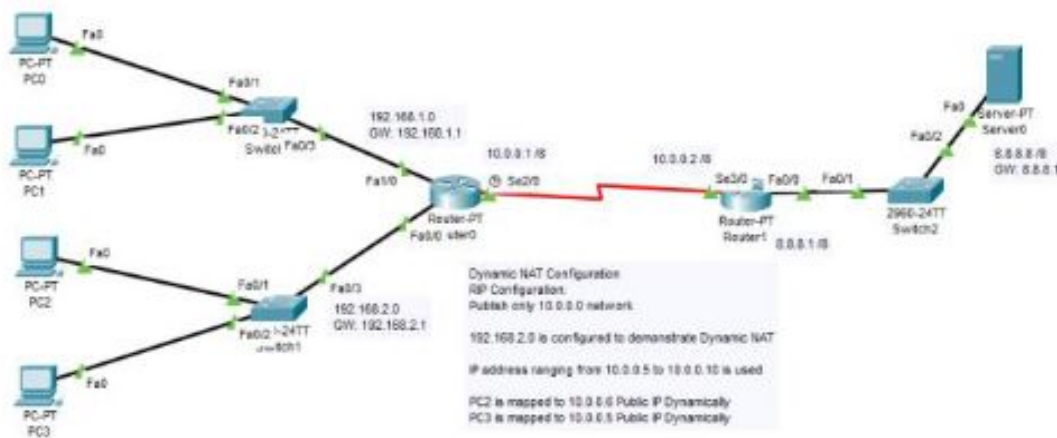 Fa0
PC-PT
PC0
Fa0/1
Fa0/2
Fa0/3
Fa0
PC-PT
PC1
-24TT
Switch
192.168.1.0
GW: 192.168.1.1
Fa1/0
10.0.0.1 /8
Se2/0
Router-PT
uter0
Fa0/0
10.0.0.2 /8
Se3/0
Fa0/0
Fa0/1
Router-PT
Router1
8.8.8.1 /8
2960-24TT
Switch2
Fa0/2
Fa0
Server-PT
Server0
8.8.8.8 /8
GW: 8.8.8.1
Fa0
PC-PT
PC2
Fa0/1
Fa0/3
Fa0/2
-24TT
witch1
192.168.2.0
GW: 192.168.2.1
Fa0
PC-PT
PC3
Dynamic NAT Configuration
RIP Configuration:
Publish only 10.0.0.0 network
192.168.2.0 is configured to demonstrate Dynamic NAT
IP address ranging from 10.0.0.5 to 10.0.0.10 is used
PC2 is mapped to 10.0.0.6 Public IP Dynamically
PC3 is mapped to 10.0.0.5 Public IP Dynamically